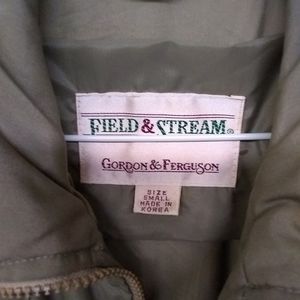 FIELD & STREAM®
GORDON & FERGUSON
SIZE
SMALL
MADE IN
KOREA